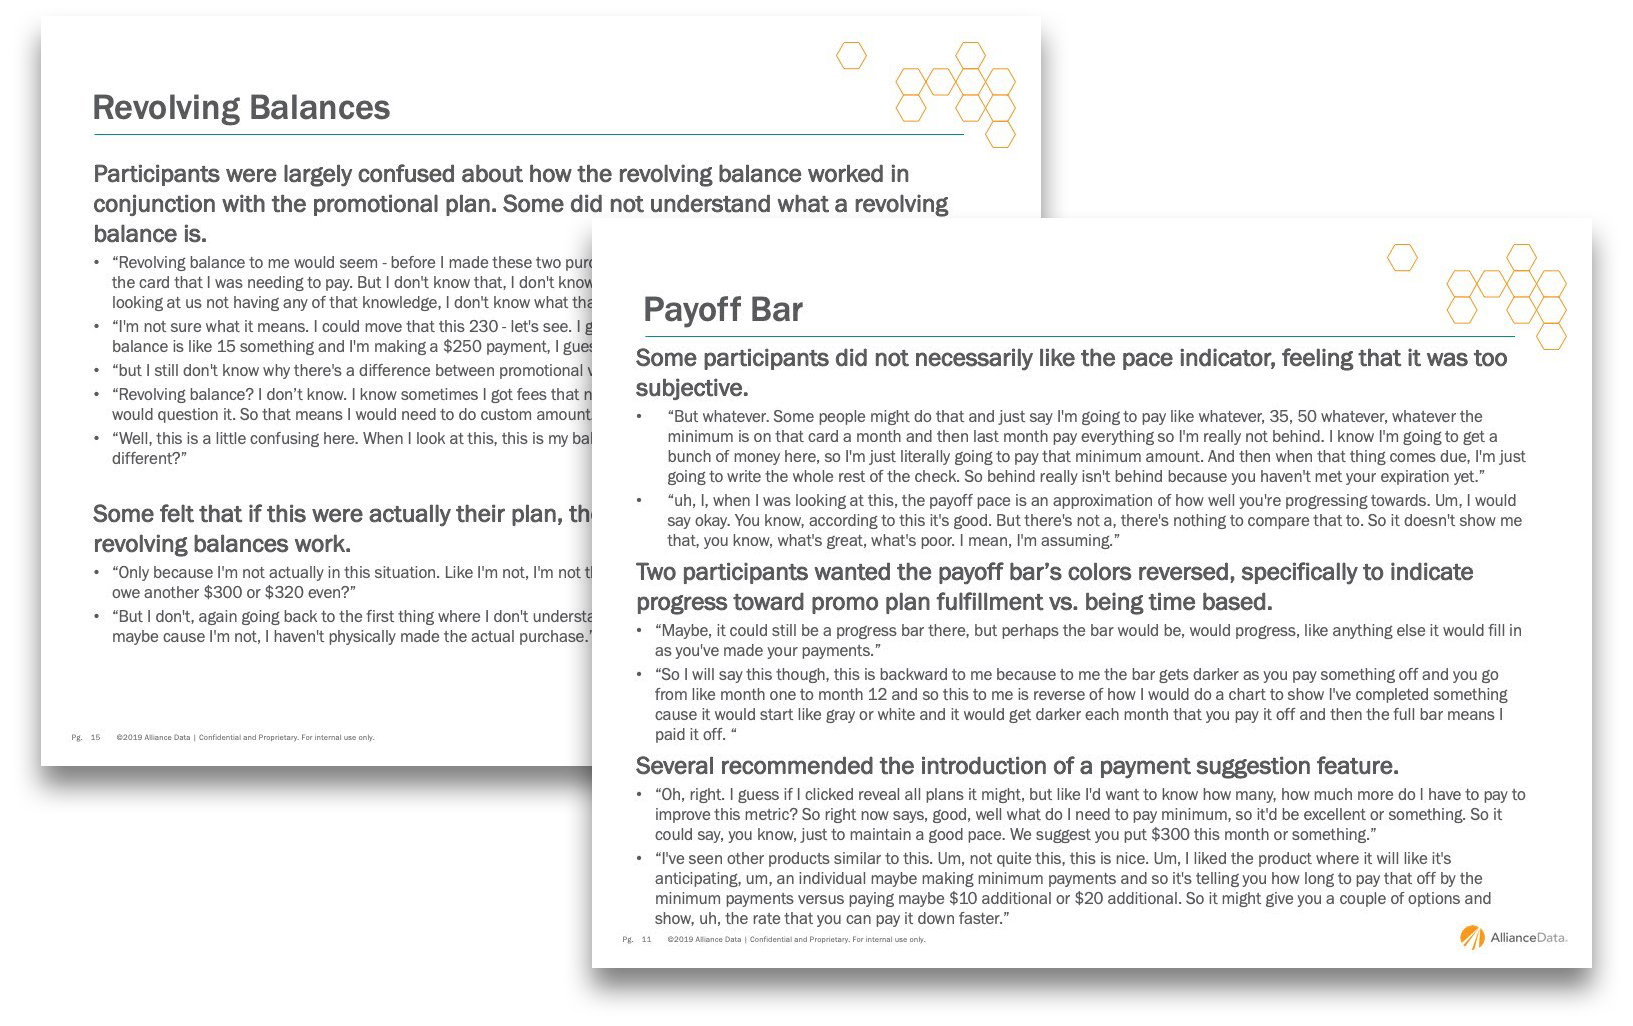 Revolving Balances
Participants were largely confused about how the revolving balance worked in
conjunction with the promotional plan. Some did not understand what a revolving
balance is.
• “Revolving balance to me would seem - before I made these two
the card that I was needing to pay. But I don't know that, I don't know
looking at us not having any of that knowledge, I don't know what
• “I'm not sure what it means. I could move that this 230 - let's see. I
balance is like 15 something and I'm making a $250 payment, I
• “but I still don't know why there's a difference between promotional
• “Revolving balance? I don’t know. I know sometimes I got fees that
would question it. So that means I would need to do custom amount.
• “Well, this is a little confusing here. When I look at this, this is my
different?”
Some felt that if this were actually their plan,
revolving balances work.
• “Only because I'm not actually in this situation. Like I'm not, I'm not
owe another $300 or $320 even?”
• “But I don't, again going back to the first thing where I don't
maybe cause I'm not, I haven't physically made the actual purchase.”
Pg. 15 ©2019 Alliance Data | Confidential and Proprietary. For internal use only.
Payoff Bar
Some participants did not necessarily like the pace indicator, feeling that it was too
subjective.
• “But whatever. Some people might do that and just say I'm going to pay like whatever, 35, 50 whatever, whatever the
minimum is on that card a month and then last month pay everything so I'm really not behind. I know I'm going to get a
bunch of money here, so I'm just literally going to pay that minimum amount. And then when that thing comes due, I'm just
going to write the whole rest of the check. So behind really isn't behind because you haven't met your expiration yet.”
• “uh, I, when I was looking at this, the payoff pace is an approximation of how well you're progressing towards. Um, I would
say okay. You know, according to this it's good. But there's not a, there's nothing to compare that to. So it doesn't show me
that, you know, what's great, what's poor. I mean, I'm assuming.”
Two participants wanted the payoff bar’s colors reversed, specifically to indicate
progress toward promo plan fulfillment vs. being time based.
• “Maybe, it could still be a progress bar there, but perhaps the bar would be, would progress, like anything else it would fill in
as you've made your payments.”
• “So I will say this though, this is backward to me because to me the bar gets darker as you pay something off and you go
from like month one to month 12 and so this to me is reverse of how I would do a chart to show I've completed something
cause it would start like gray or white and it would get darker each month that you pay it off and then the full bar means I
paid it off. “
Several recommended the introduction of a payment suggestion feature.
• “Oh, right. I guess if I clicked reveal all plans it might, but like I'd want to know how many, how much more do I have to pay to
improve this metric? So right now says, good, well what do I need to pay minimum, so it'd be excellent or something. So it
could say, you know, just to maintain a good pace. We suggest you put $300 this month or something.”
• “I've seen other products similar to this. Um, not quite this, this is nice. Um, I liked the product where it will like it's
anticipating, um, an individual maybe making minimum payments and so it's telling you how long to pay that off by the
minimum payments versus paying maybe $10 additional or $20 additional. So it might give you a couple of options and
show, uh, the rate that you can pay it down faster.”
Pg. 11 ©2019 Alliance Data | Confidential and Proprietary. For internal use only.
AllianceData.